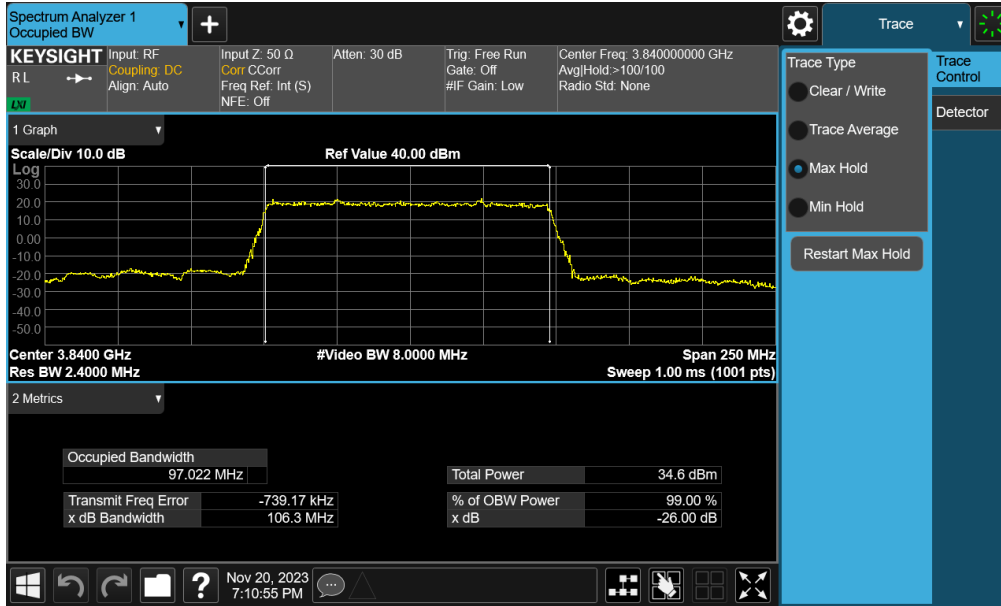 Spectrum Analyzer 1
Occupied BW
+
Trace
KEYSIGHT
R L
LXI
Input: RF
Coupling: DC
Align: Auto
Input Z: 50 Ω
Corr CCorr
Freq Ref: Int (S)
NFE: Off
Atten: 30 dB
Trig: Free Run
Gate: Off
#IF Gain: Low
Center Freq: 3.840000000 GHz
Avg|Hold:>100/100
Radio Std: None
Trace Type
Clear / Write
Trace Average
Max Hold
Min Hold
Restart Max Hold
Trace
Control
Detector
1 Graph
Scale/Div 10.0 dB
Ref Value 40.00 dBm
Log
30.0
20.0
10.0
0.00
-10.0
-20.0
-30.0
-40.0
-50.0
Center 3.8400 GHz
#Video BW 8.0000 MHz
Span 250 MHz
Res BW 2.4000 MHz
Sweep 1.00 ms (1001 pts)
2 Metrics
Occupied Bandwidth
97.022 MHz
Total Power 34.6 dBm
Transmit Freq Error -739.17 kHz
% of OBW Power 99.00 %
x dB Bandwidth 106.3 MHz
x dB -26.00 dB
?
Nov 20, 2023
7:10:55 PM